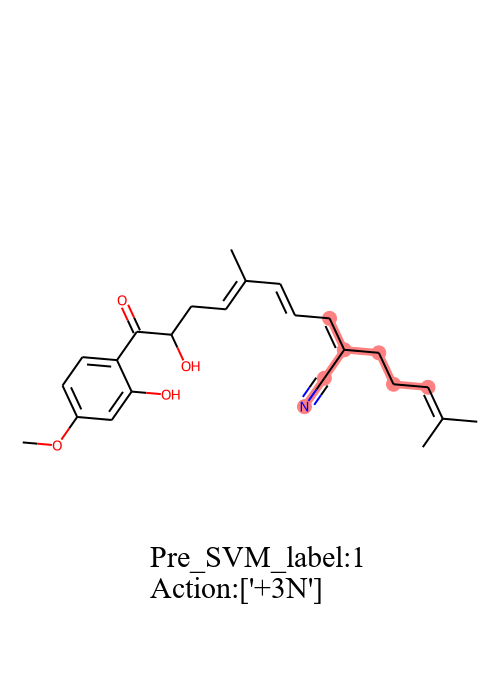 O
OH
OH
O
N
Pre_SVM_label:1
Action:['+3N']